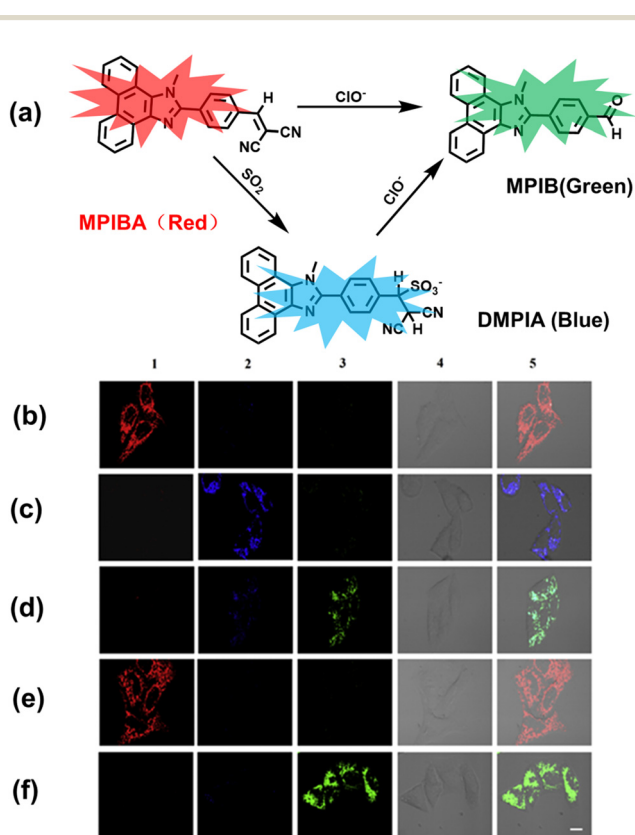 (a)
N
N
H
NC
CN
ClO⁻
N
N
O
H
MPIB(Green)
SO₂
ClO⁻
MPIBA（Red）
N
N
H
SO₃⁻
CN
NC
H
DMPIA (Blue)
1 2 3 4 5
(b)
(c)
(d)
(e)
(f)